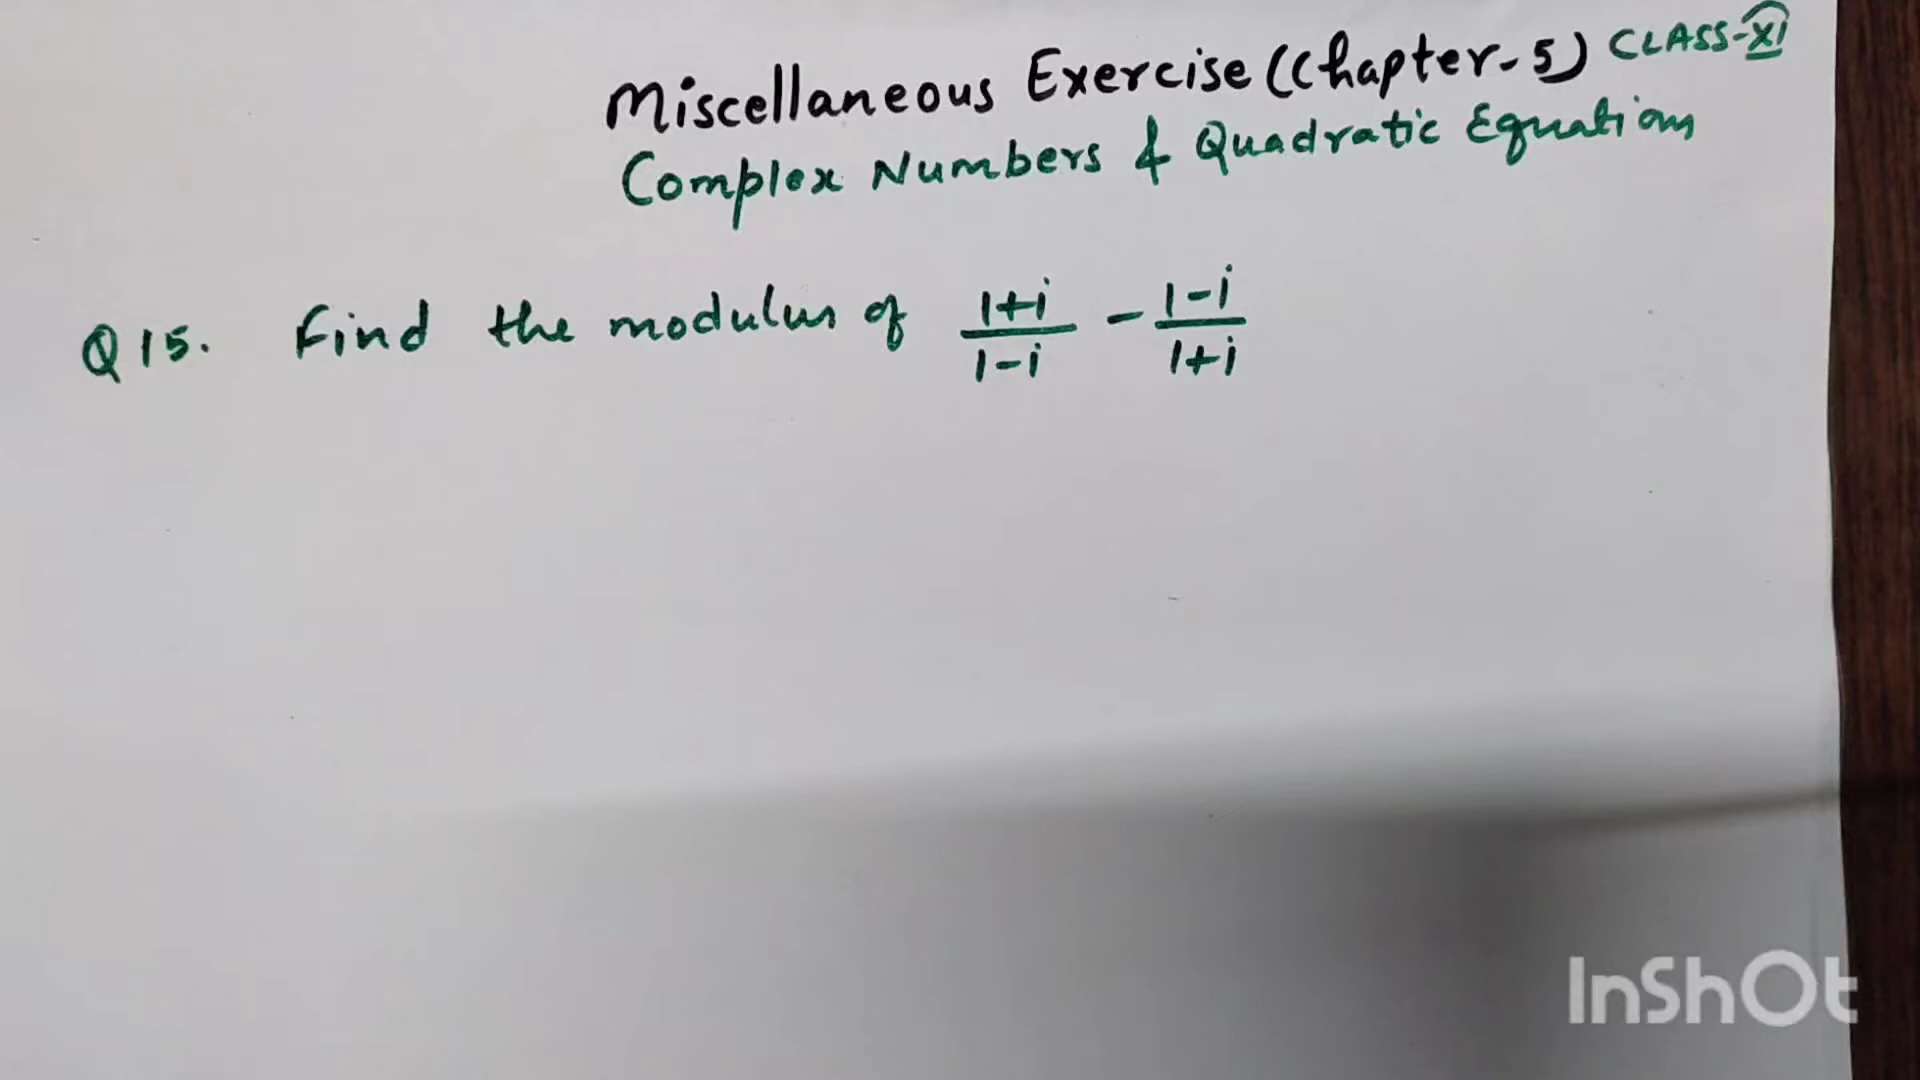 Miscellaneous Exercise (Chapter-5) CLASS-XI
Complex Numbers & Quadratic Equations
Q15. Find the modulus of (1+i)/(1-i) - (1-i)/(1+i)
InShOt